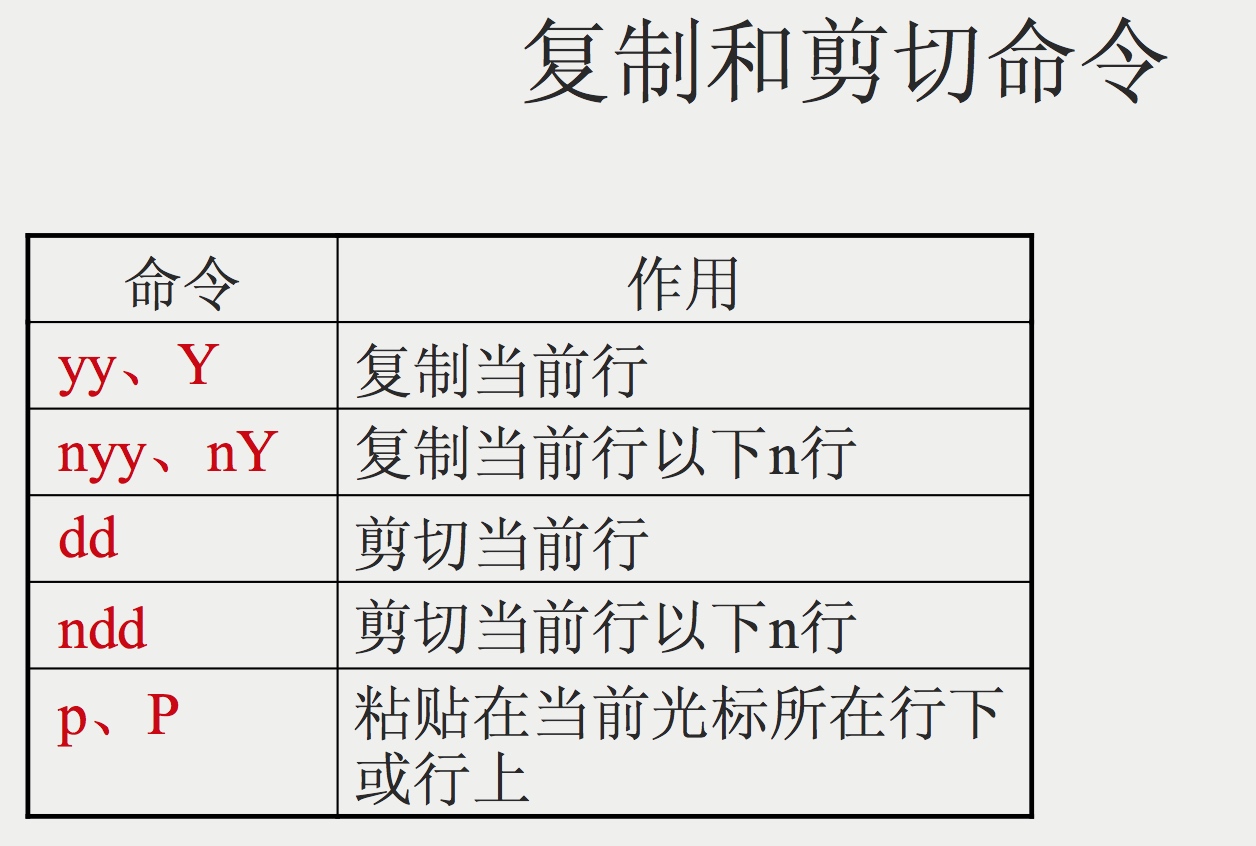 复制和剪切命令
命令 作用
yy、Y 复制当前行
nyy、nY 复制当前行以下n行
dd 剪切当前行
ndd 剪切当前行以下n行
p、P 粘贴在当前光标所在行下
或行上